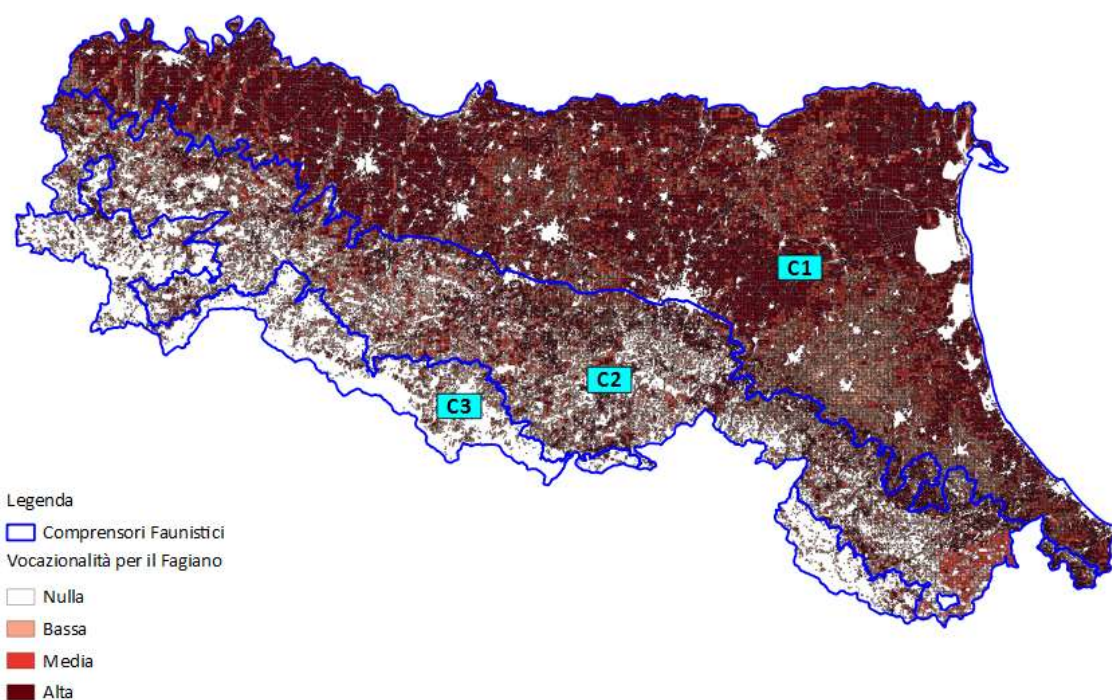 C1
C2
C3
Legenda
Comprensori Faunistici
Vocazionalità per il Fagiano
Nulla
Bassa
Media
Alta